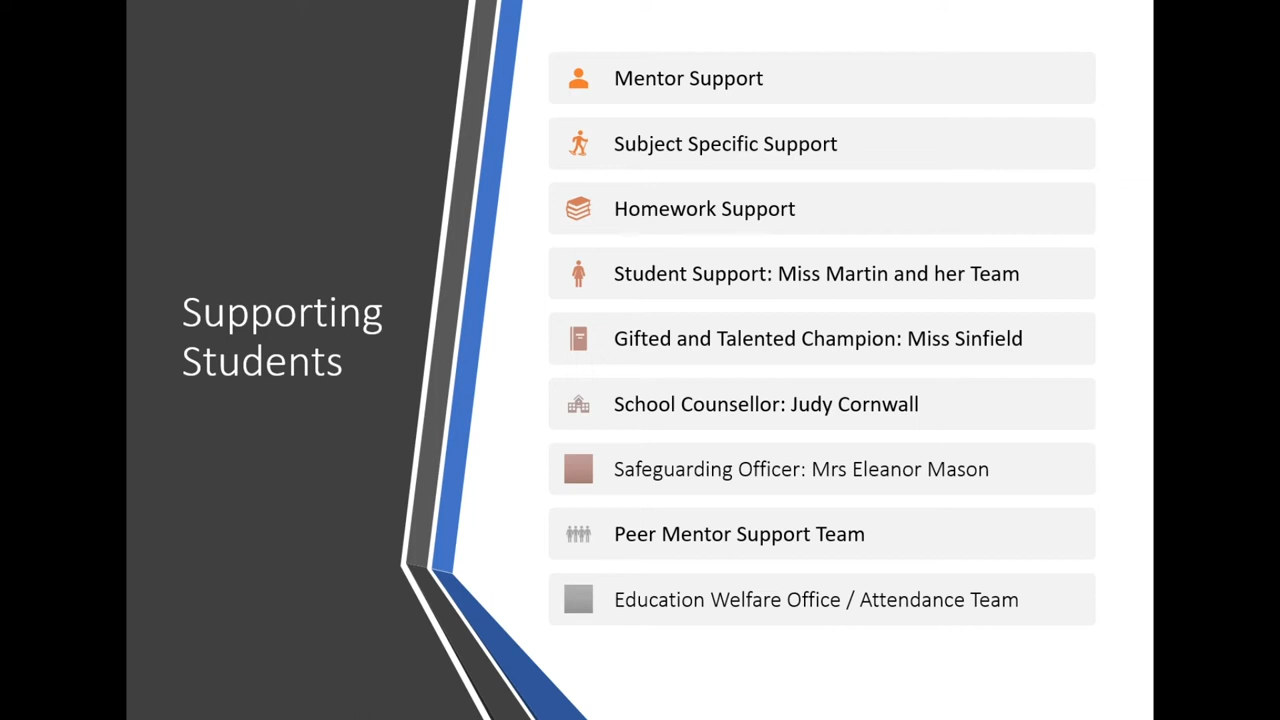 Supporting
Students
Mentor Support
Subject Specific Support
Homework Support
Student Support: Miss Martin and her Team
Gifted and Talented Champion: Miss Sinfield
School Counsellor: Judy Cornwall
Safeguarding Officer: Mrs Eleanor Mason
Peer Mentor Support Team
Education Welfare Office / Attendance Team